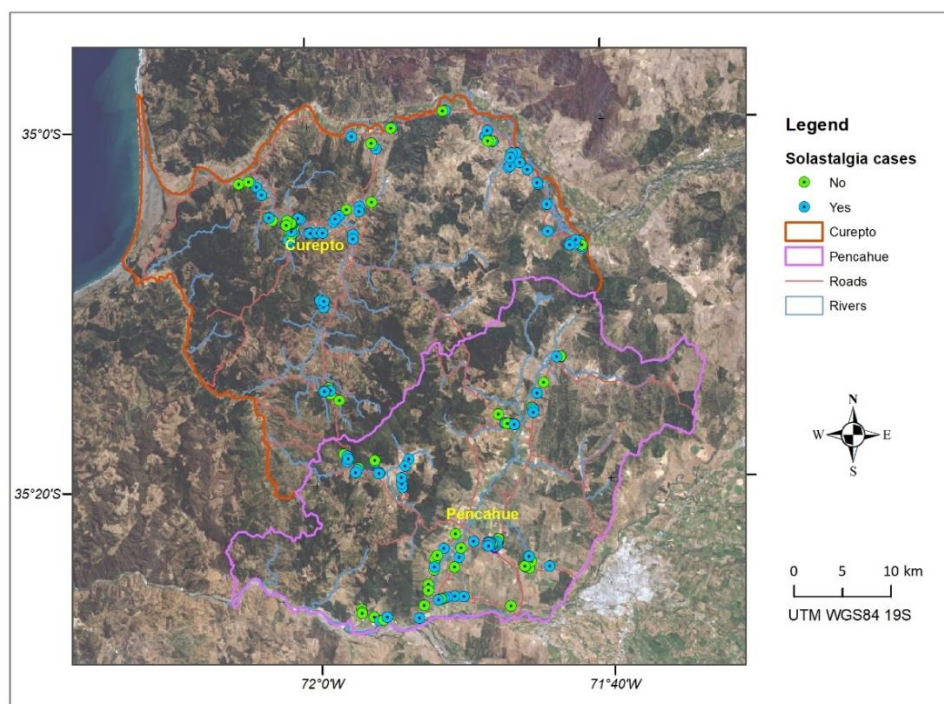 35°0'S
Curepto
35°20'S
Pencahue
72°0'W
71°40'W
Legend
Solastalgia cases
No
Yes
Curepto
Pencahue
Roads
Rivers
N
W
E
S
0 5 10 km
UTM WGS84 19S